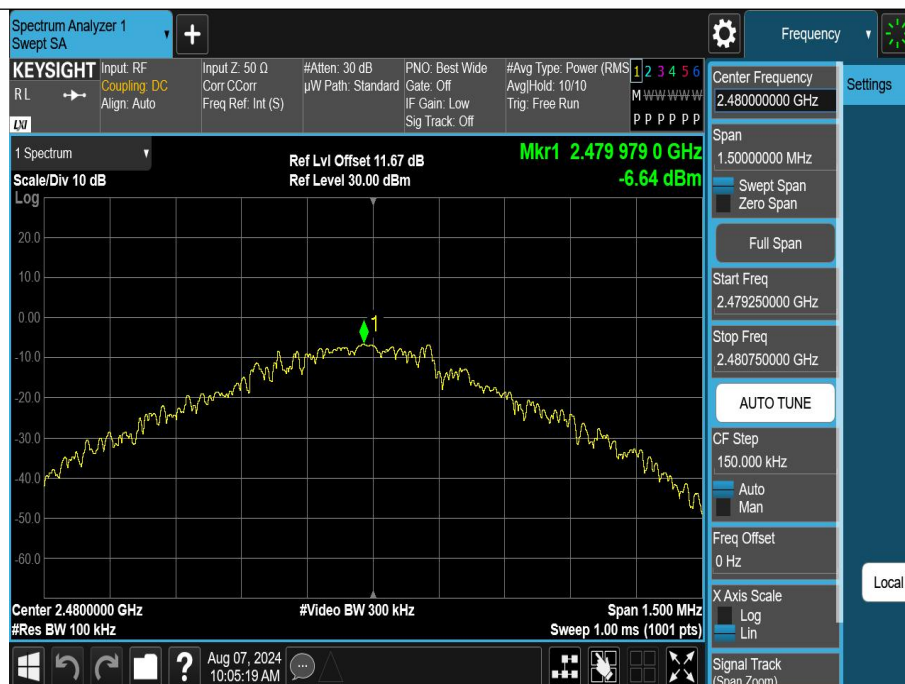 Spectrum Analyzer 1
Swept SA
Frequency
KEYSIGHT
RL
LXI
Input: RF
Coupling: DC
Align: Auto
Input Z: 50 Ω
Corr CCorr
Freq Ref: Int (S)
#Atten: 30 dB
µW Path: Standard
PNO: Best Wide
Gate: Off
IF Gain: Low
Sig Track: Off
#Avg Type: Power (RMS
Avg|Hold: 10/10
Trig: Free Run
1 2 3 4 5 6
M W W W W W
P P P P P P
Center Frequency
2.480000000 GHz
Settings
Span
1.50000000 MHz
Swept Span
Zero Span
Full Span
Start Freq
2.479250000 GHz
Stop Freq
2.480750000 GHz
AUTO TUNE
CF Step
150.000 kHz
Auto
Man
Freq Offset
0 Hz
X Axis Scale
Log
Lin
Signal Track
(Span Zoom)
Local
1 Spectrum
Scale/Div 10 dB
Log
Ref Lvl Offset 11.67 dB
Ref Level 30.00 dBm
Mkr1 2.479 979 0 GHz
-6.64 dBm
20.0
10.0
0.00
-10.0
-20.0
-30.0
-40.0
-50.0
-60.0
1
Center 2.4800000 GHz
#Res BW 100 kHz
#Video BW 300 kHz
Span 1.500 MHz
Sweep 1.00 ms (1001 pts)
?
Aug 07, 2024
10:05:19 AM